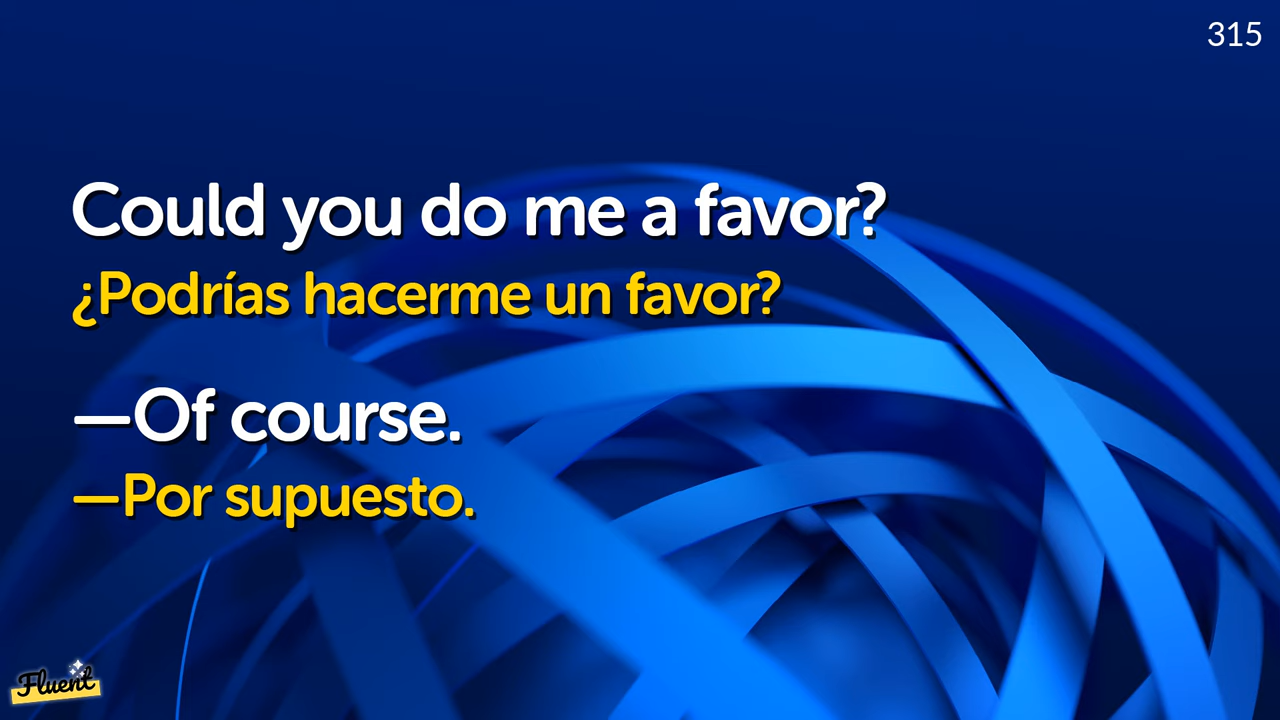 315
Could you do me a favor?
¿Podrías hacerme un favor?
—Of course.
—Por supuesto.
Fluent